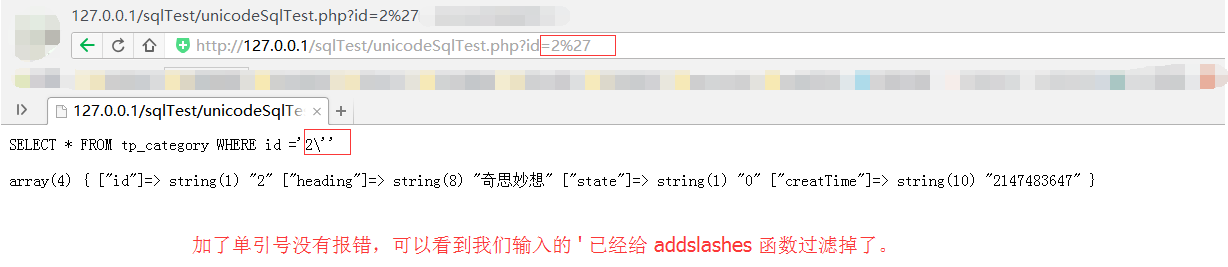 127.0.0.1/sqlTest/unicodeSqlTest.php?id=2%27
http://127.0.0.1/sqlTest/unicodeSqlTest.php?id=2%27
127.0.0.1/sqlTest/unicodeSqlTes
SELECT * FROM tp_category WHERE id ='2\''
array(4) { ["id"]=> string(1) "2" ["heading"]=> string(8) "奇思妙想" ["state"]=> string(1) "0" ["creatTime"]=> string(10) "2147483647" }
加了单引号没有报错，可以看到我们输入的 ' 已经给 addslashes 函数过滤掉了。